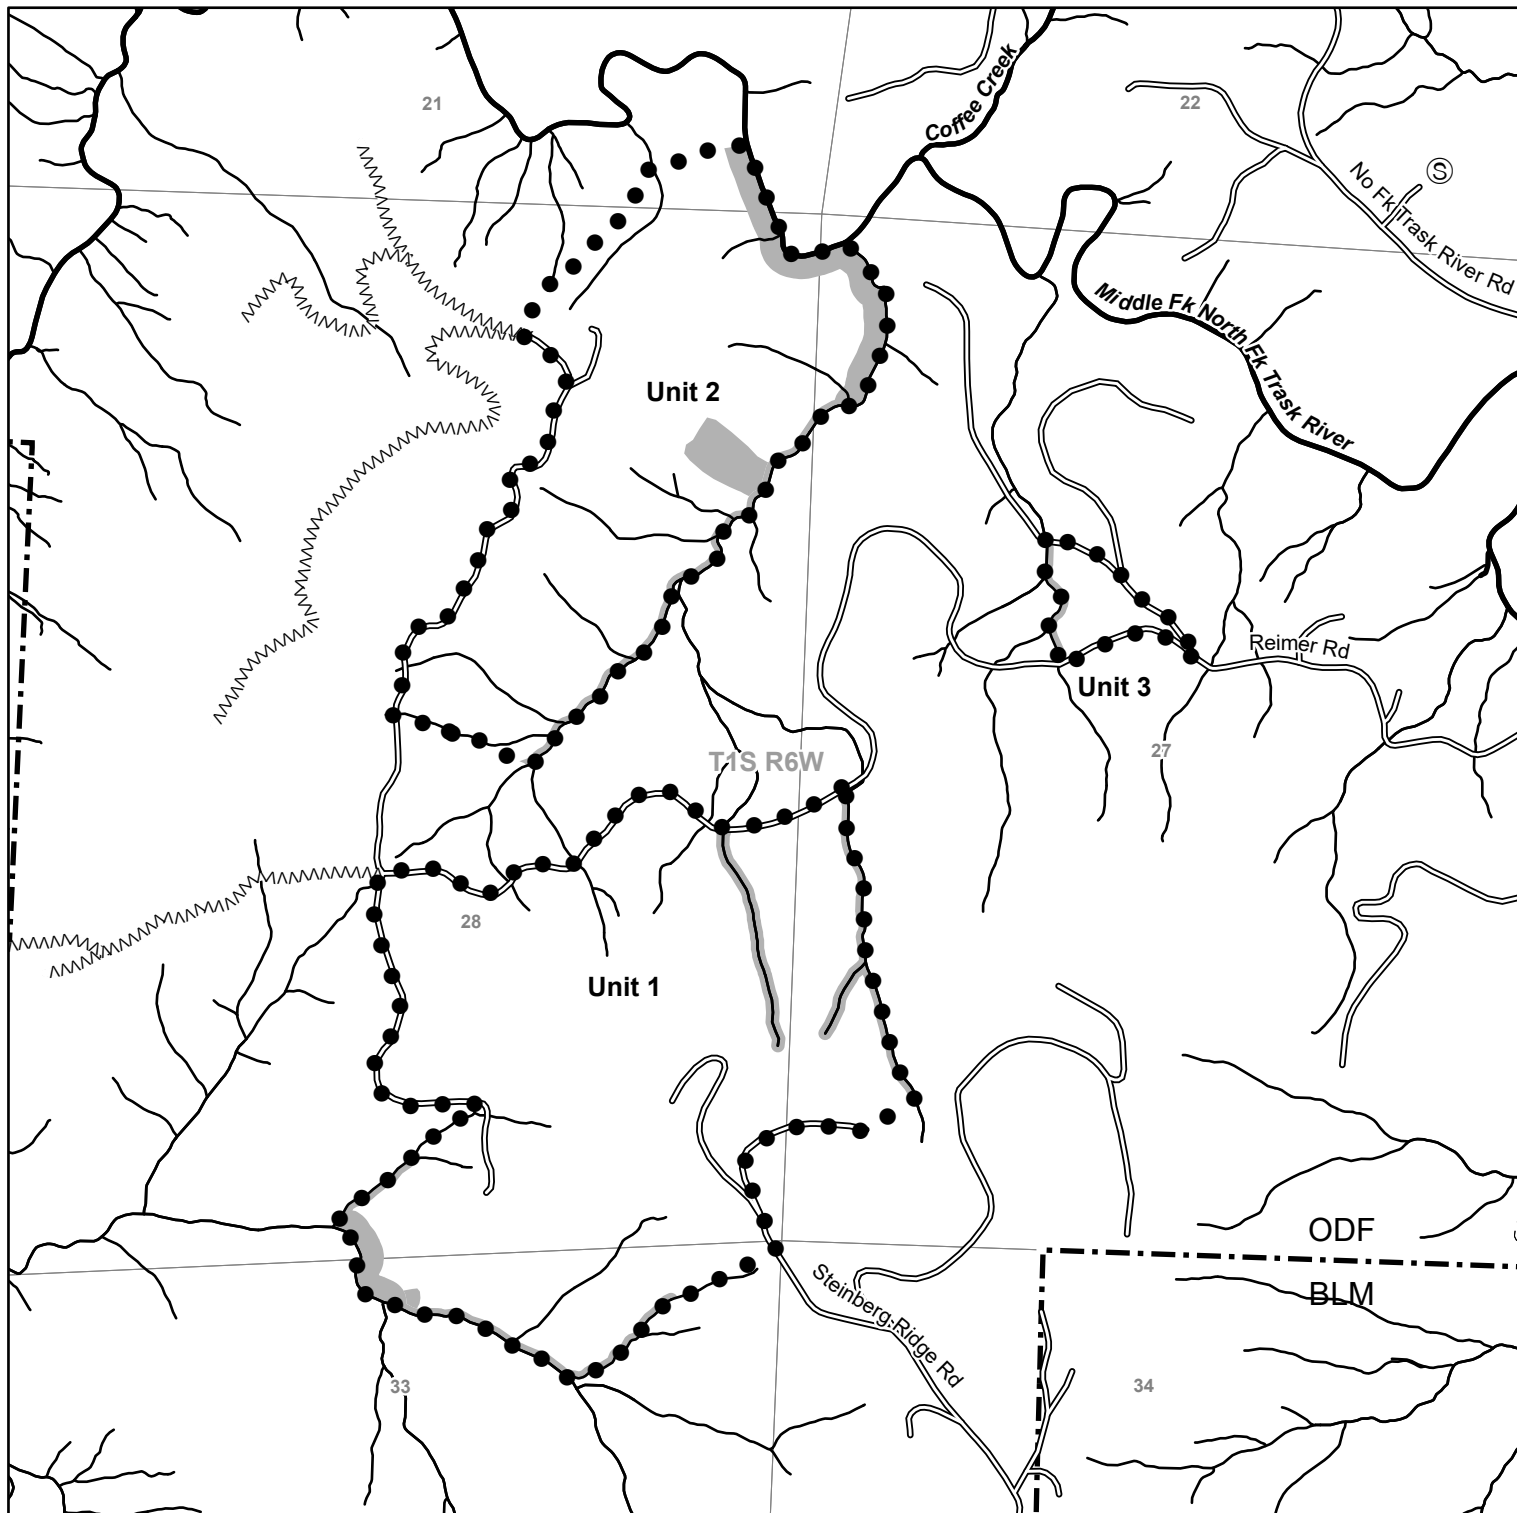 21
Coffee Creek
22
No Fk Trask River Rd
S
Middle Fk North Fk Trask River
Unit 2
Reimer Rd
Unit 3
27
T1S R6W
28
Unit 1
ODF
BLM
Steinberg Ridge Rd
33
34